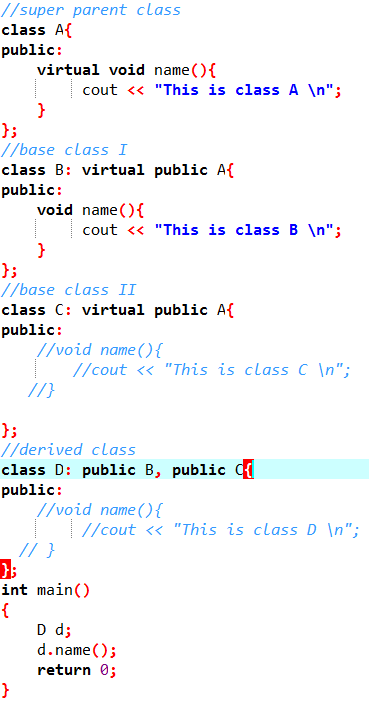 //super parent class
class A{
public:
    virtual void name(){
         cout << "This is class A \n";
    }
};
//base class I
class B: virtual public A{
public:
    void name(){
         cout << "This is class B \n";
    }
};
//base class II
class C: virtual public A{
public:
    //void name(){
        //cout << "This is class C \n";
   //}

};
//derived class
class D: public B, public C{
public:
    //void name(){
         //cout << "This is class D \n";
  // }
};
int main()
{
    D d;
    d.name();
    return 0;
}